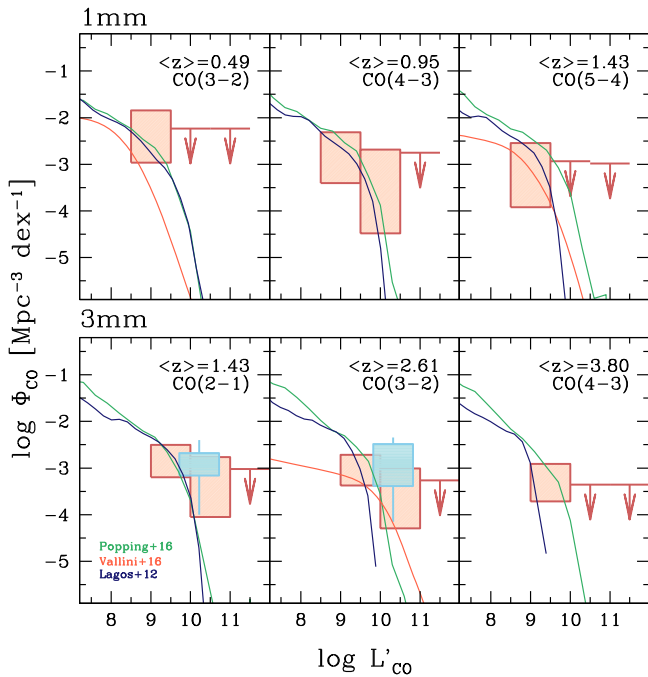 1mm
<z>=0.49
CO(3-2)
<z>=0.95
CO(4-3)
<z>=1.43
CO(5-4)
-1
-2
-3
-4
-5
3mm
<z>=1.43
CO(2-1)
<z>=2.61
CO(3-2)
<z>=3.80
CO(4-3)
-1
-2
-3
-4
-5
Popping+16
Vallini+16
Lagos+12
8 9 10 11
8 9 10 11
8 9 10 11
log Φ_CO [Mpc⁻³ dex⁻¹]
log L'_CO